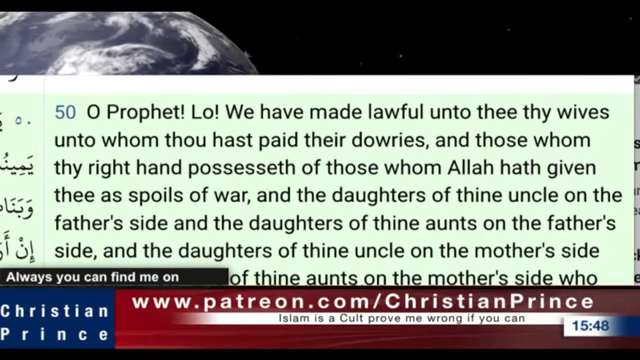 50 O Prophet! Lo! We have made lawful unto thee thy wives
unto whom thou hast paid their dowries, and those whom
thy right hand possesseth of those whom Allah hath given
thee as spoils of war, and the daughters of thine uncle on the
father's side and the daughters of thine aunts on the father's
side, and the daughters of thine uncle on the mother's side
of thine aunts on the mother's side who
٥٠
وَبَنَا
إِنْ أَرَ
Always you can find me on
Christian
Prince
www.patreon.com/ChristianPrince
Islam is a Cult prove me wrong if you can
15:48